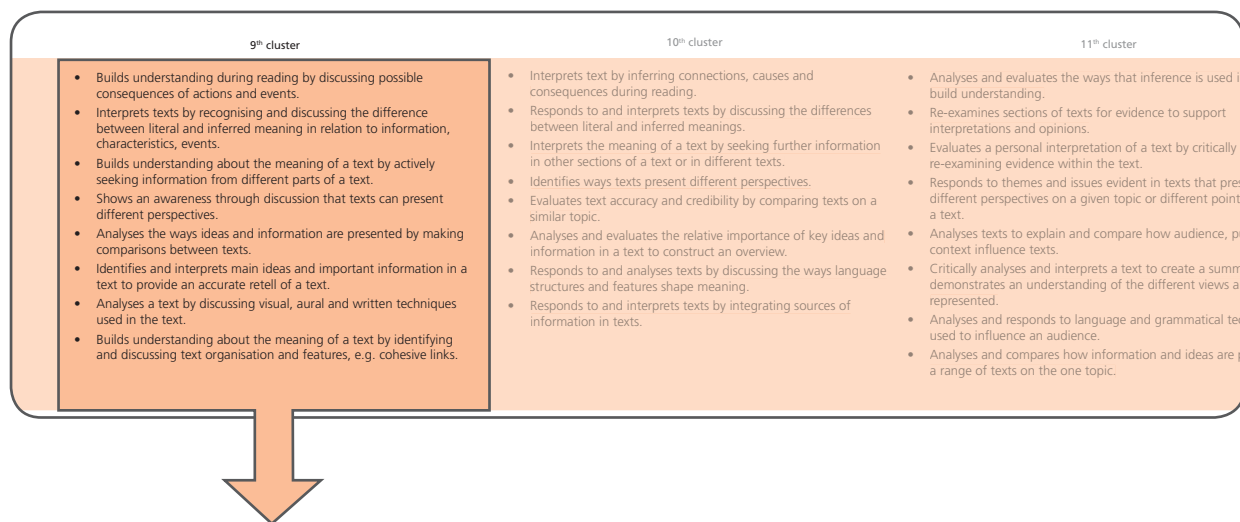 9th cluster
• Builds understanding during reading by discussing possible
consequences of actions and events.
• Interprets texts by recognising and discussing the difference
between literal and inferred meaning in relation to information,
characteristics, events.
• Builds understanding about the meaning of a text by actively
seeking information from different parts of a text.
• Shows an awareness through discussion that texts can present
different perspectives.
• Analyses the ways ideas and information are presented by making
comparisons between texts.
• Identifies and interprets main ideas and important information in a
text to provide an accurate retell of a text.
• Analyses a text by discussing visual, aural and written techniques
used in the text.
• Builds understanding about the meaning of a text by identifying
and discussing text organisation and features, e.g. cohesive links.
10th cluster
• Interprets text by inferring connections, causes and
consequences during reading.
• Responds to and interprets texts by discussing the differences
between literal and inferred meanings.
• Interprets the meaning of a text by seeking further information
in other sections of a text or in different texts.
• Identifies ways texts present different perspectives.
• Evaluates text accuracy and credibility by comparing texts on a
similar topic.
• Analyses and evaluates the relative importance of key ideas and
information in a text to construct an overview.
• Responds to and analyses texts by discussing the ways language
structures and features shape meaning.
• Responds to and interprets texts by integrating sources of
information in texts.
11th cluster
• Analyses and evaluates the ways that inference is used
build understanding.
• Re-examines sections of texts for evidence to support
interpretations and opinions.
• Evaluates a personal interpretation of a text by critically
re-examining evidence within the text.
• Responds to themes and issues evident in texts that
different perspectives on a given topic or different
a text.
• Analyses texts to explain and compare how audience,
context influence texts.
• Critically analyses and interprets a text to create a
demonstrates an understanding of the different views
represented.
• Analyses and responds to language and grammatical
used to influence an audience.
• Analyses and compares how information and ideas are
a range of texts on the one topic.